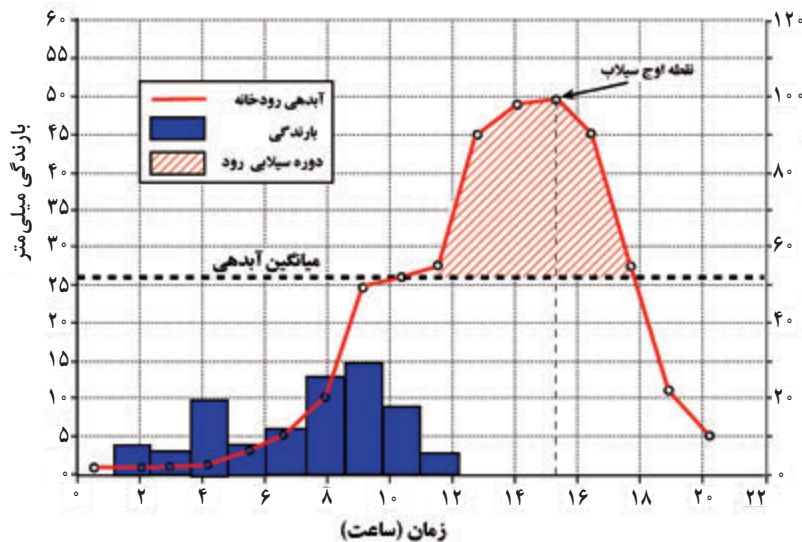 نقطه اوج سیلاب
آبدهی رودخانه
بارندگی
دوره سیلابی رود
میانگین آبدهی
بارندگی میلی‌متر
۶۰
۵۵
۵۰
۴۵
۴۰
۳۵
۳۰
۲۵
۲۰
۱۵
۱۰
۵
۰
۱۲۰
۱۰۰
۸۰
۶۰
۴۰
۲۰
۰
۰ ۲ ۴ ۶ ۸ ۱۰ ۱۲ ۱۴ ۱۶ ۱۸ ۲۰ ۲۲
زمان (ساعت)